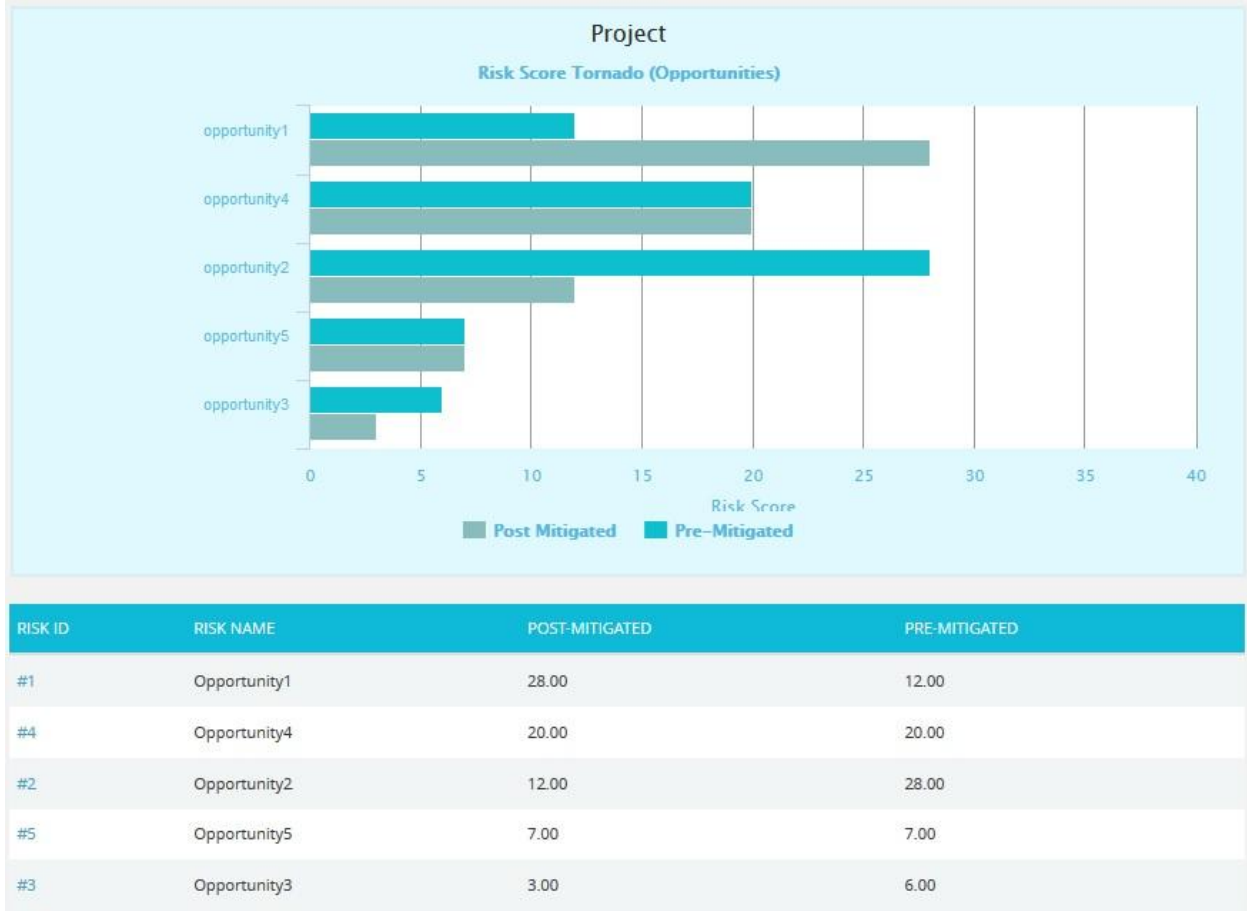 Project
Risk Score Tornado (Opportunities)
opportunity1
opportunity4
opportunity2
opportunity5
opportunity3
0 5 10 15 20 25 30 35 40
Risk Score
Post Mitigated Pre-Mitigated
RISK ID RISK NAME POST-MITIGATED PRE-MITIGATED
#1 Opportunity1 28.00 12.00
#4 Opportunity4 20.00 20.00
#2 Opportunity2 12.00 28.00
#5 Opportunity5 7.00 7.00
#3 Opportunity3 3.00 6.00